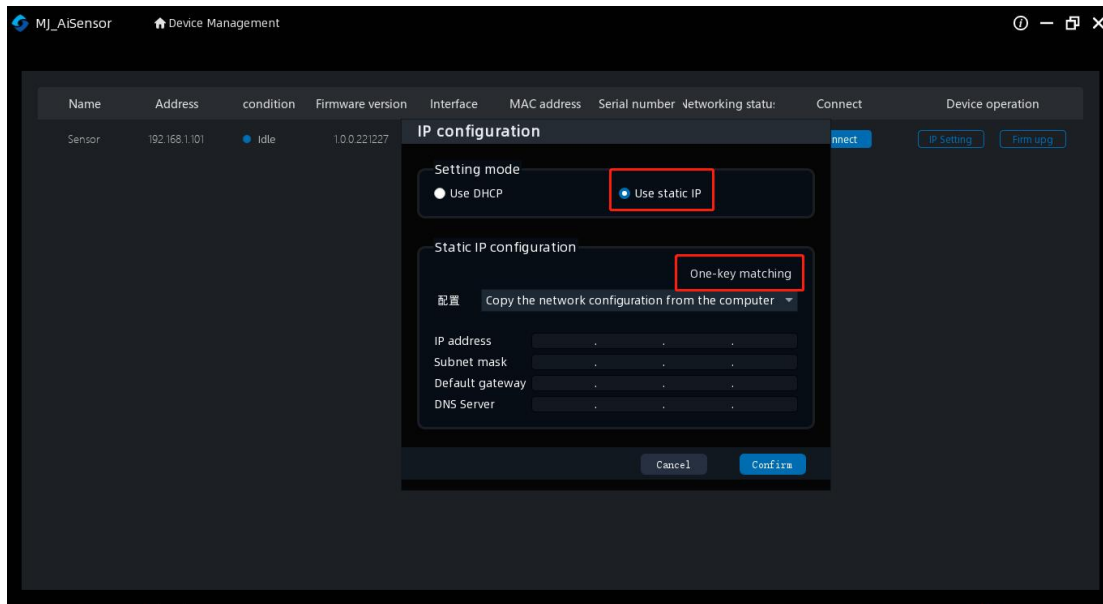 MJ_AiSensor Device Management
Name Address condition Firmware version Interface MAC address Serial number Networking statu: Connect Device operation
Sensor 192.168.1.101 Idle 1.0.0.221227 nnect IP Setting Firm upg
IP configuration
Setting mode
Use DHCP Use static IP
Static IP configuration
One-key matching
配置 Copy the network configuration from the computer
IP address . . .
Subnet mask . . .
Default gateway . . .
DNS Server . . .
Cancel Confirm